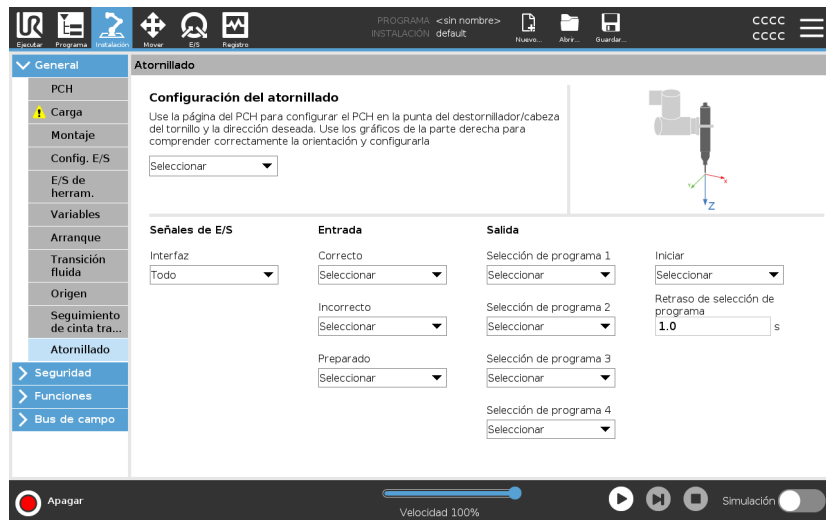 UR
Ejecutar
Programa
Instalación
Mover
E/S
Registro
PROGRAMA <sin nombre>
INSTALACIÓN default
Nuevo...
Abrir...
Guardar...
CCCC
CCCC
General
PCH
Carga
Montaje
Config. E/S
E/S de
herram.
Variables
Arranque
Transición
fluida
Origen
Seguimiento
de cinta tra...
Atornillado
Seguridad
Funciones
Bus de campo
Atornillado
Configuración del atornillado
Use la página del PCH para configurar el PCH en la punta del destornillador/cabeza
del tornillo y la dirección deseada. Use los gráficos de la parte derecha para
comprender correctamente la orientación y configurarla
Seleccionar
Y
X
Z
Señales de E/S
Interfaz
Todo
Entrada
Correcto
Seleccionar
Incorrecto
Seleccionar
Preparado
Seleccionar
Salida
Selección de programa 1
Seleccionar
Selección de programa 2
Seleccionar
Selección de programa 3
Seleccionar
Selección de programa 4
Seleccionar
Iniciar
Seleccionar
Retraso de selección de
programa
1.0 s
Apagar
Velocidad 100%
Simulación